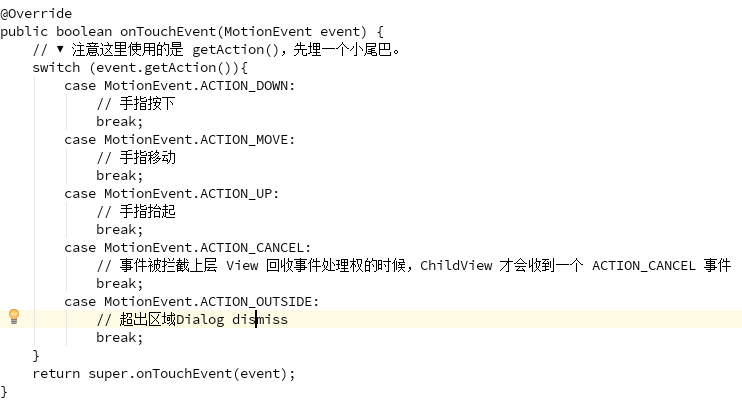 @Override
public boolean onTouchEvent(MotionEvent event) {
    // ▼ 注意这里使用的是 getAction()，先埋一个小尾巴。
    switch (event.getAction()){
        case MotionEvent.ACTION_DOWN:
            // 手指按下
            break;
        case MotionEvent.ACTION_MOVE:
            // 手指移动
            break;
        case MotionEvent.ACTION_UP:
            // 手指抬起
            break;
        case MotionEvent.ACTION_CANCEL:
            // 事件被拦截上层 View 回收事件处理权的时候，ChildView 才会收到一个 ACTION_CANCEL 事件
            break;
        case MotionEvent.ACTION_OUTSIDE:
            // 超出区域Dialog dismiss
            break;
    }
    return super.onTouchEvent(event);
}